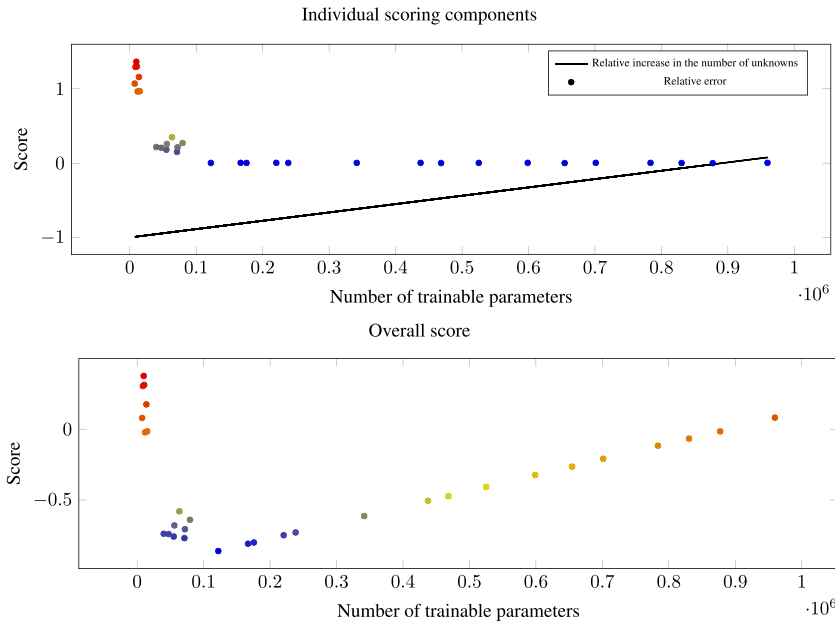 Individual scoring components
Relative increase in the number of unknowns
Relative error
Score
1
0
−1
0 0.1 0.2 0.3 0.4 0.5 0.6 0.7 0.8 0.9 1
·10⁶
Number of trainable parameters
Overall score
Score
0
−0.5
0 0.1 0.2 0.3 0.4 0.5 0.6 0.7 0.8 0.9 1
·10⁶
Number of trainable parameters